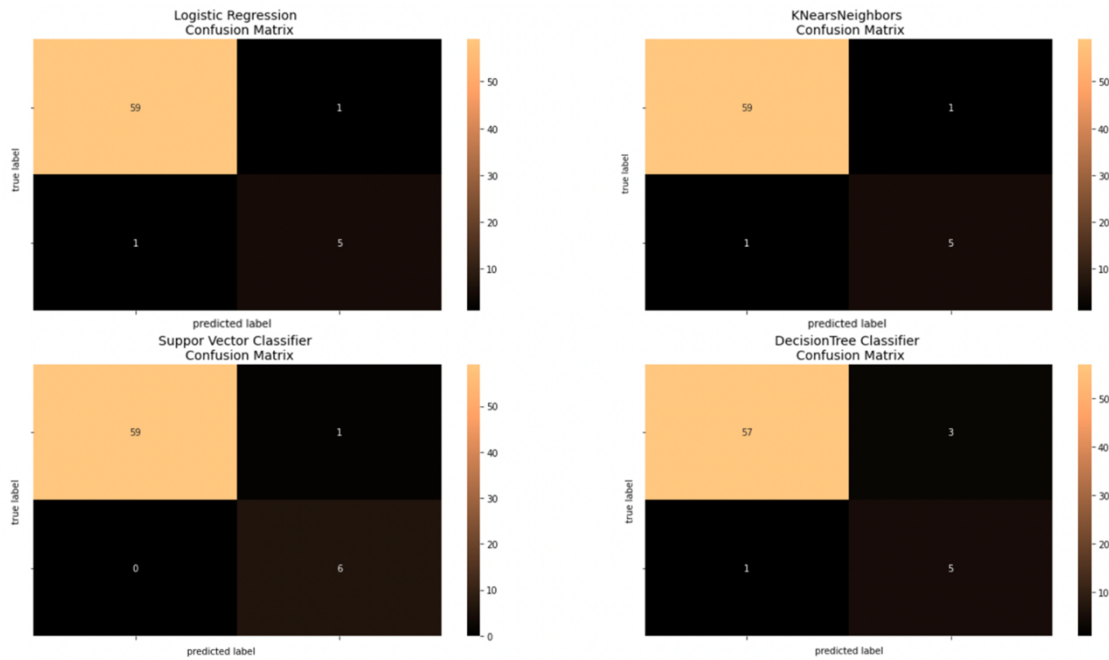 Logistic Regression
Confusion Matrix
59
1
1
5
true label
predicted label
50
40
30
20
10
KNearsNeighbors
Confusion Matrix
59
1
1
5
true label
predicted label
50
40
30
20
10
Suppor Vector Classifier
Confusion Matrix
59
1
0
6
true label
predicted label
50
40
30
20
10
0
DecisionTree Classifier
Confusion Matrix
57
3
1
5
true label
predicted label
50
40
30
20
10